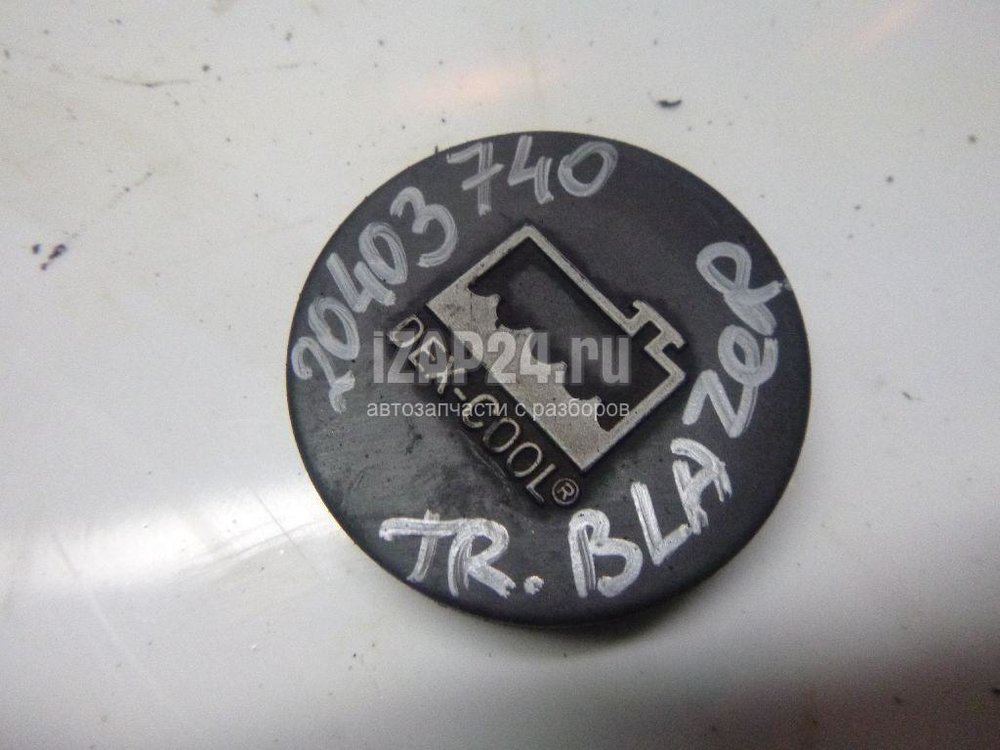 20403740
iZAP24.ru
автозапчасти с разборов
DEX-COOL®
TR. BLAZER